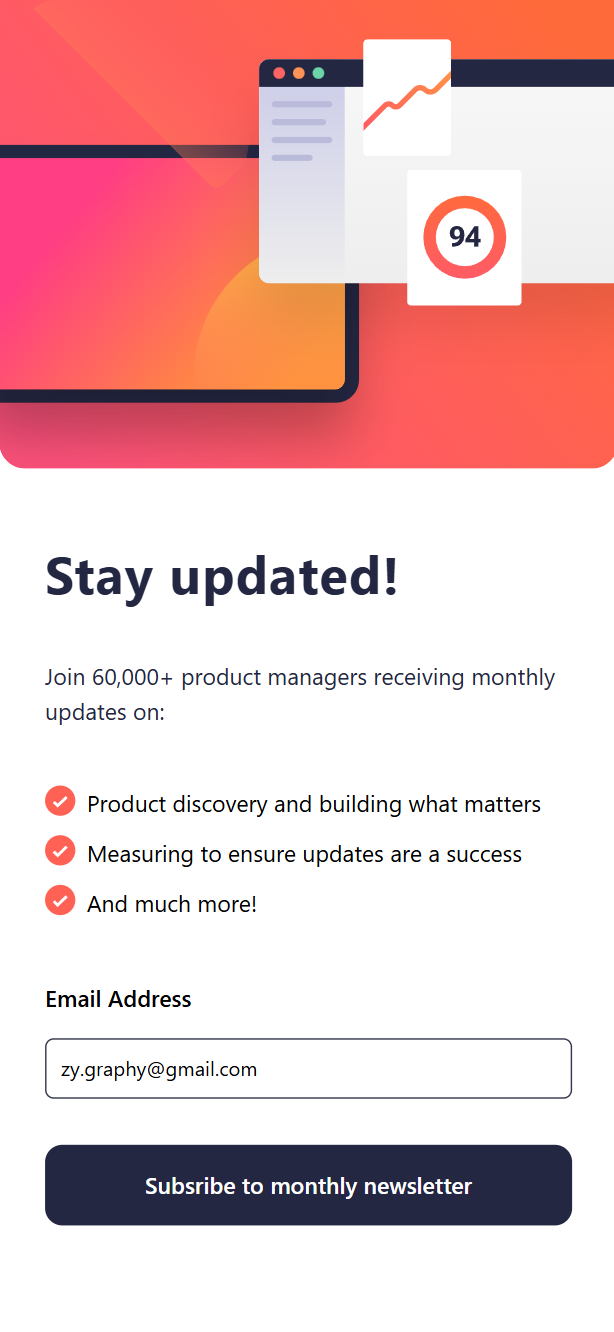 94
Stay updated!
Join 60,000+ product managers receiving monthly
updates on:
Product discovery and building what matters
Measuring to ensure updates are a success
And much more!
Email Address
zy.graphy@gmail.com
Subsribe to monthly newsletter